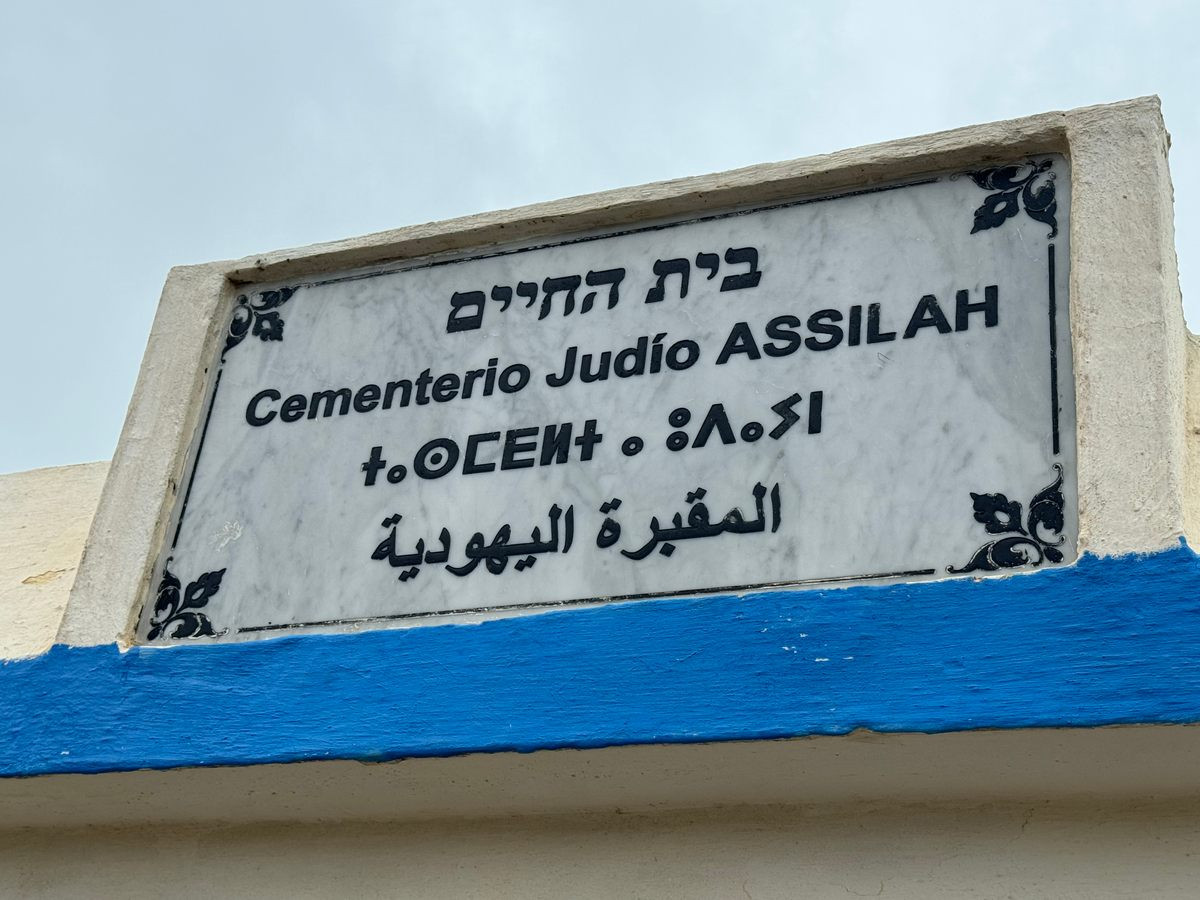 בית החיים
Cementerio Judío ASSILAH
ⵜⴰⵙⵎⴹⵍⵜ ⴰ ⵓⴷⴰⵢⵏ
المقبرة اليهودية